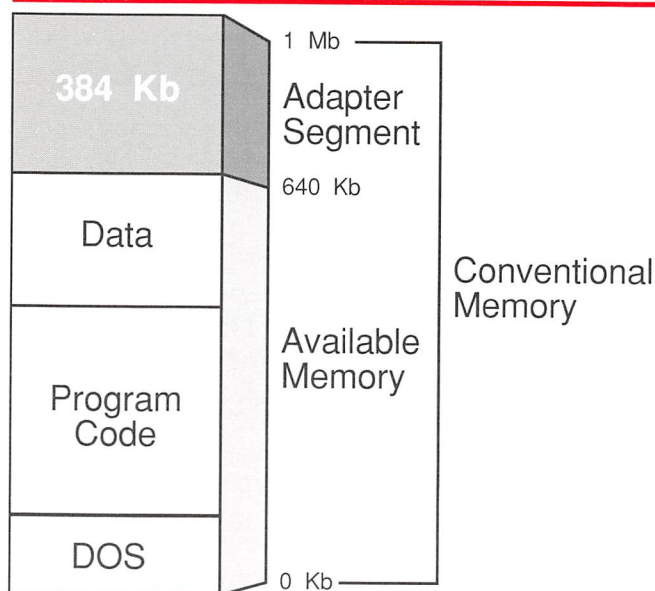 384 Kb
1 Mb
Adapter
Segment
640 Kb
Data
Conventional
Memory
Available
Memory
Program
Code
DOS
0 Kb